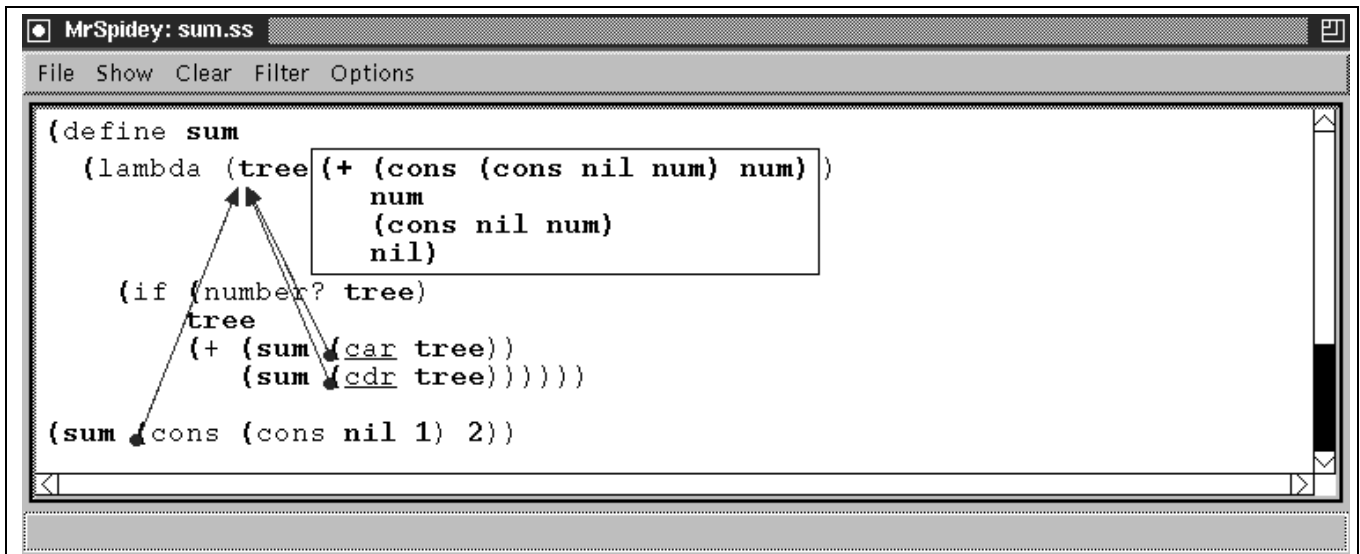 MrSpidey: sum.ss
File Show Clear Filter Options
(define sum
(lambda (tree (+ (cons (cons nil num) num) )
num
(cons nil num)
nil)
(if (number? tree)
tree
(+ (sum (car tree))
(sum (cdr tree))))))
(sum (cons (cons nil 1) 2))